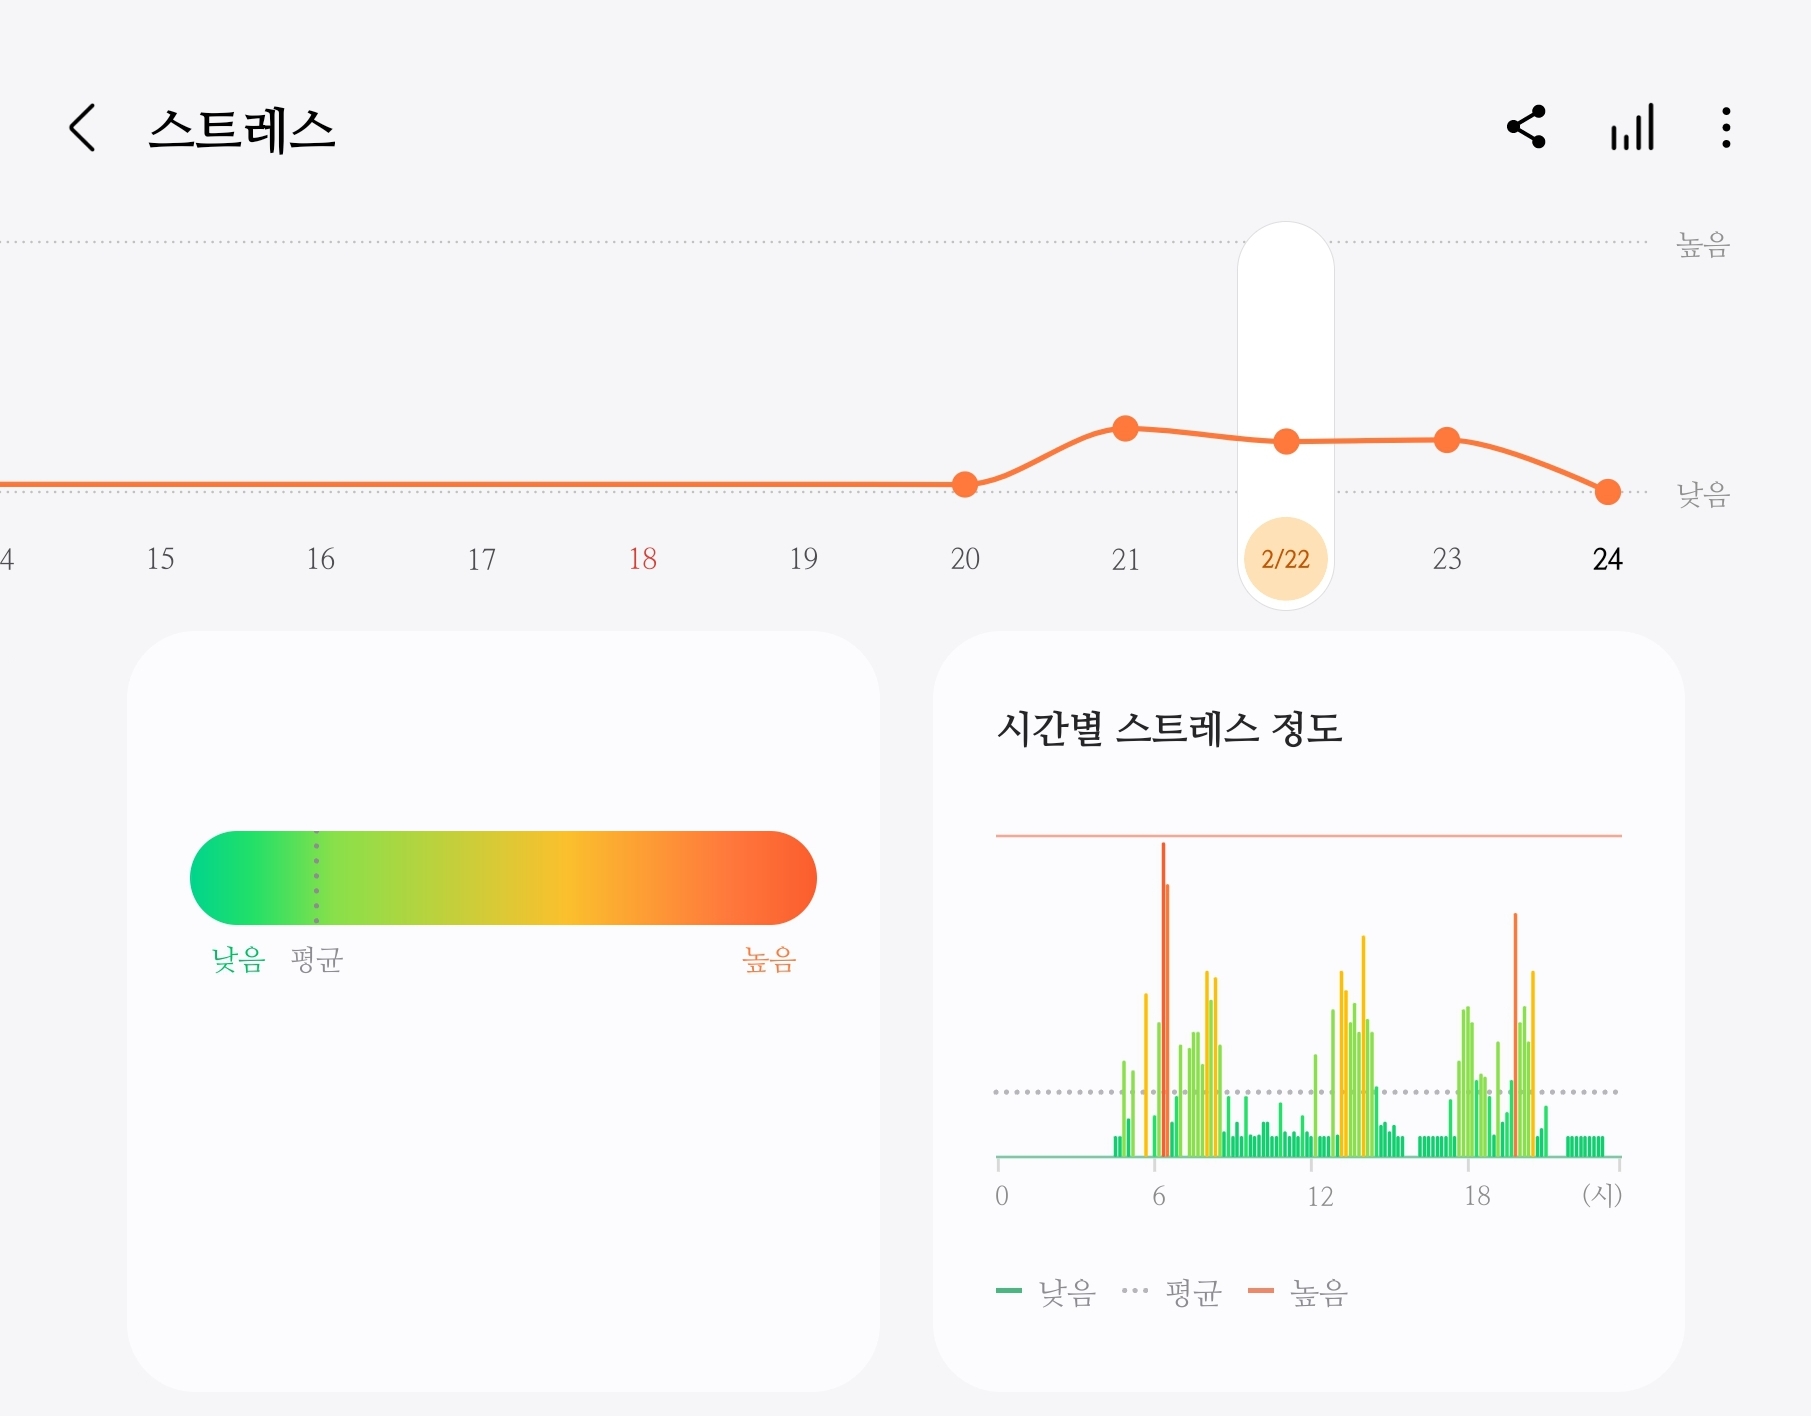 스트레스
높음
낮음
4 15 16 17 18 19 20 21 2/22 23 24
낮음 평균 높음
시간별 스트레스 정도
0 6 12 18 (시)
낮음 평균 높음